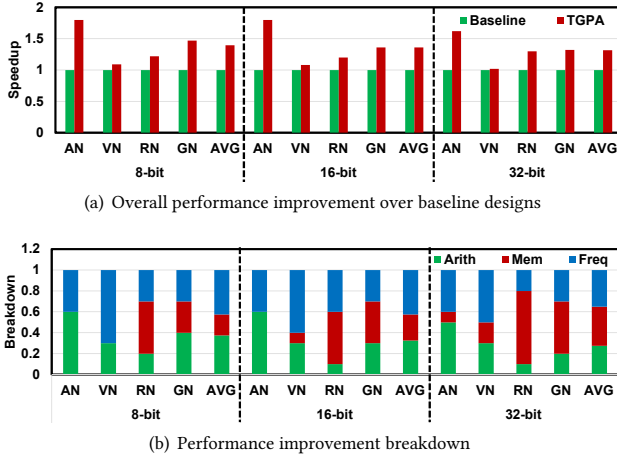 2
Baseline TGPA
1.5
1
0.5
0
Speedup
AN VN RN GN AVG AN VN RN GN AVG AN VN RN GN AVG
8-bit 16-bit 32-bit
(a) Overall performance improvement over baseline designs
1.2
Arith Mem Freq
1
0.8
0.6
0.4
0.2
0
Breakdown
AN VN RN GN AVG AN VN RN GN AVG AN VN RN GN AVG
8-bit 16-bit 32-bit
(b) Performance improvement breakdown